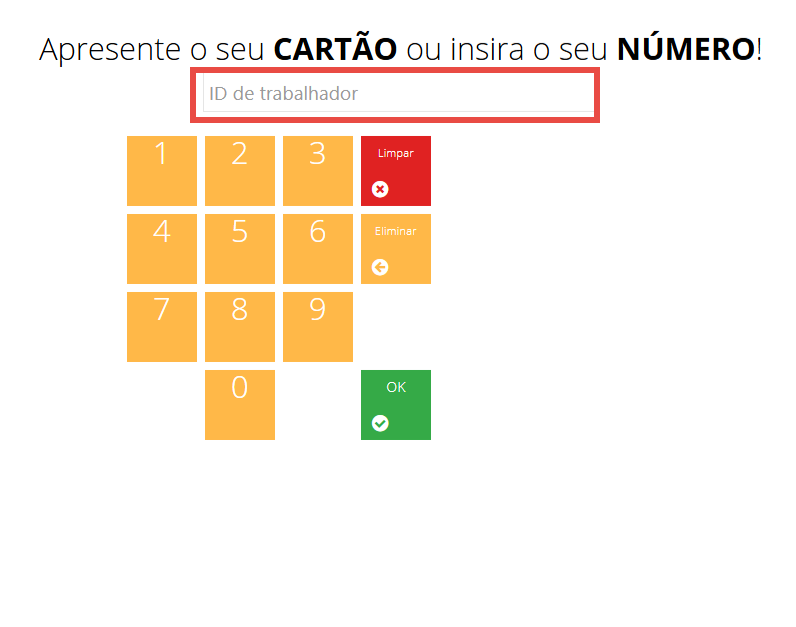 Apresente o seu CARTÃO ou insira o seu NÚMERO!
ID de trabalhador
1 2 3 Limpar
4 5 6 Eliminar
7 8 9
0 OK